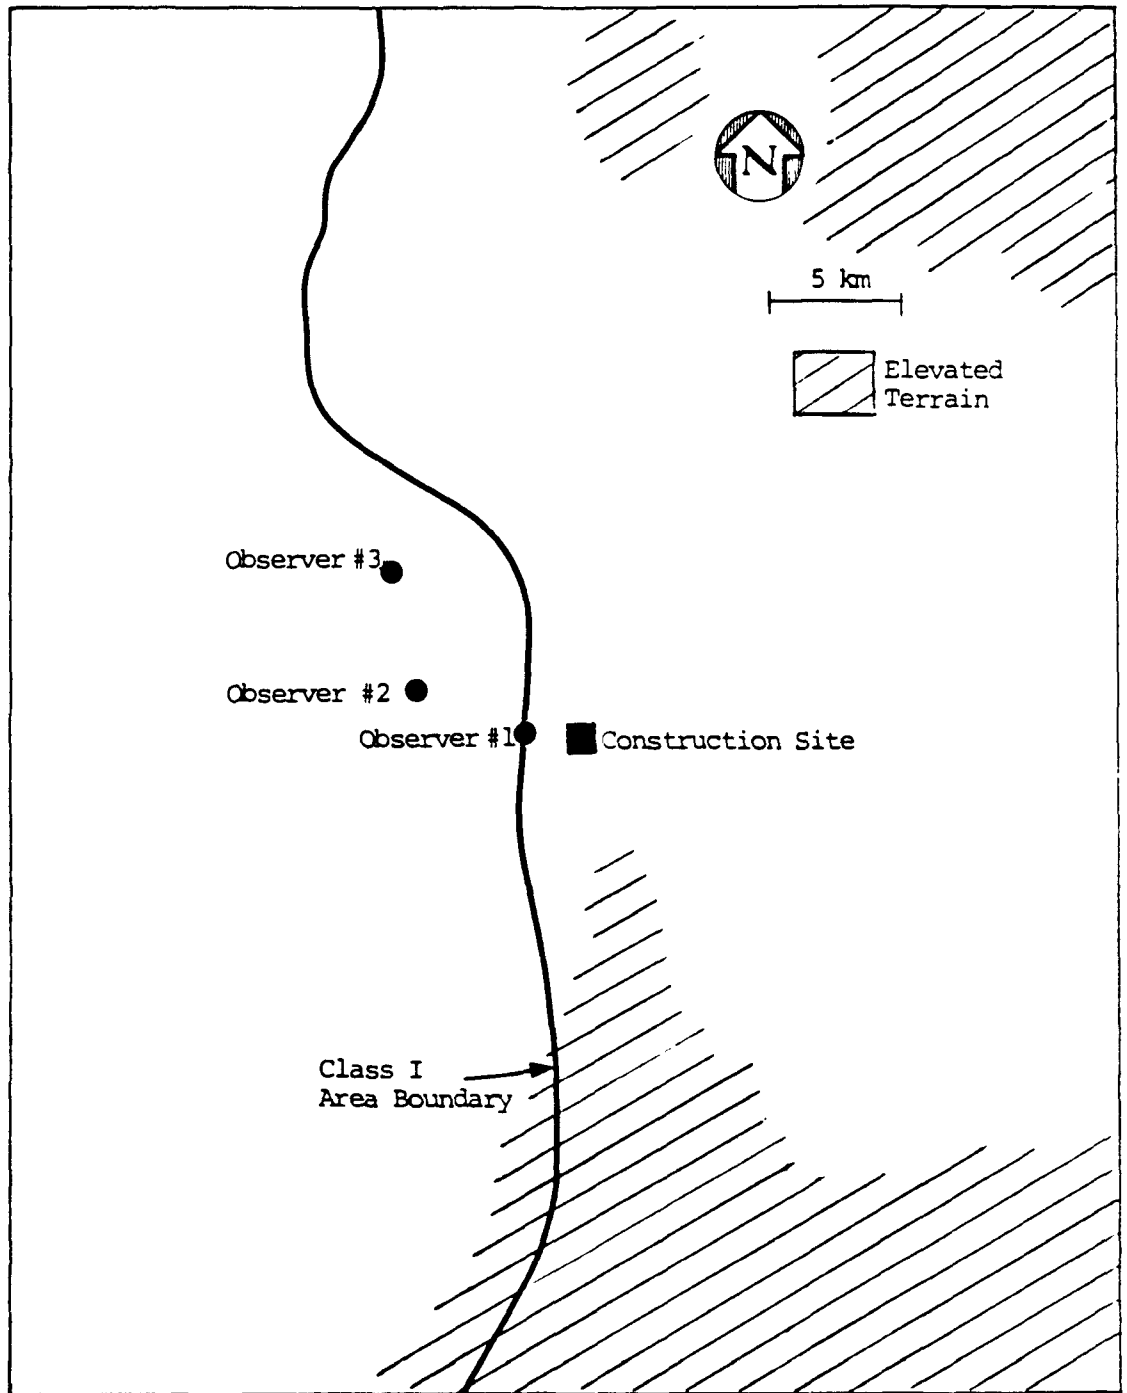 N
5 km
Elevated
Terrain
Observer #3
Observer #2
Observer #1
Construction Site
Class I
Area Boundary